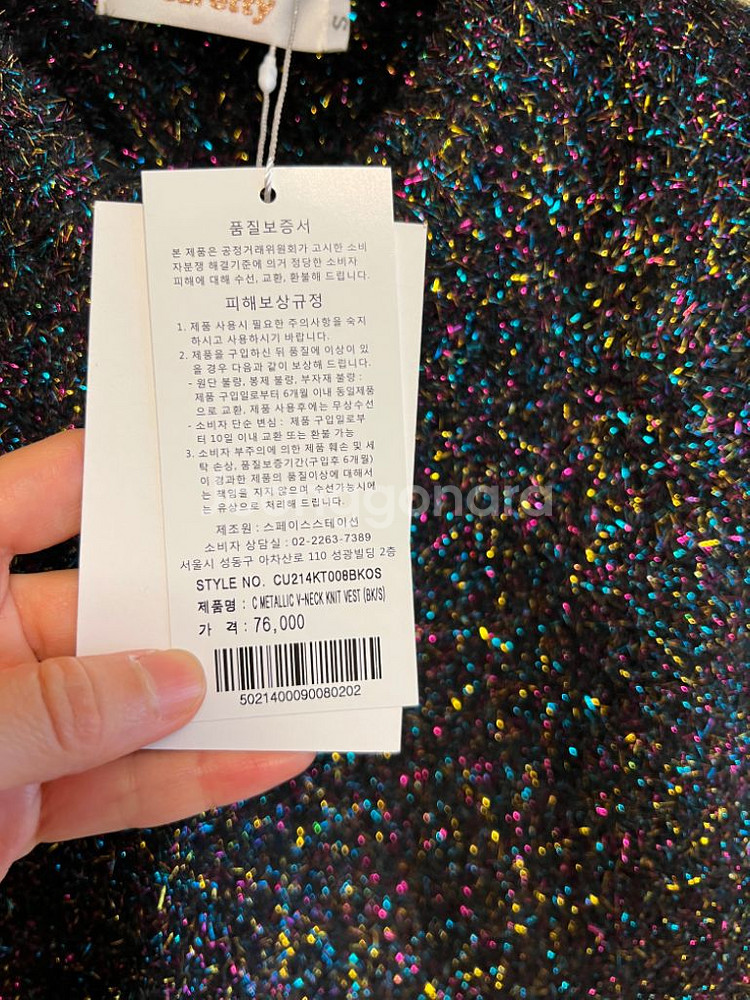 S
품질보증서
본 제품은 공정거래위원회가 고시한 소비
자분쟁 해결기준에 의거 정당한 소비자
피해에 대해 수선, 교환, 환불해 드립니다.
피해보상규정
1. 제품 사용시 필요한 주의사항을 숙지
하시고 사용하시기 바랍니다.
2. 제품을 구입하신 뒤 품질에 이상이 있
을 경우 다음과 같이 보상해 드립니다.
- 원단 불량, 봉제 불량, 부자재 불량 :
제품 구입일로부터 6개월 이내 동일제품
으로 교환, 제품 사용후에는 무상수선
- 소비자 단순 변심 : 제품 구입일로부
터 10일 이내 교환 또는 환불 가능
3. 소비자 부주의에 의한 제품 훼손 및 세
탁 손상, 품질보증기간(구입후 6개월)
이 경과한 제품의 품질이상에 대해서
는 책임을 지지 않으며 수선가능시에
는 유상으로 처리해 드립니다.
제조원 : 스페이스스테이션
소비자 상담실 : 02-2263-7389
서울시 성동구 아차산로 110 성광빌딩 2층
STYLE NO. CU214KT008BKOS
제품명 : C METALLIC V-NECK KNIT VEST (BK/S)
가 격 : 76,000
5021400090080202